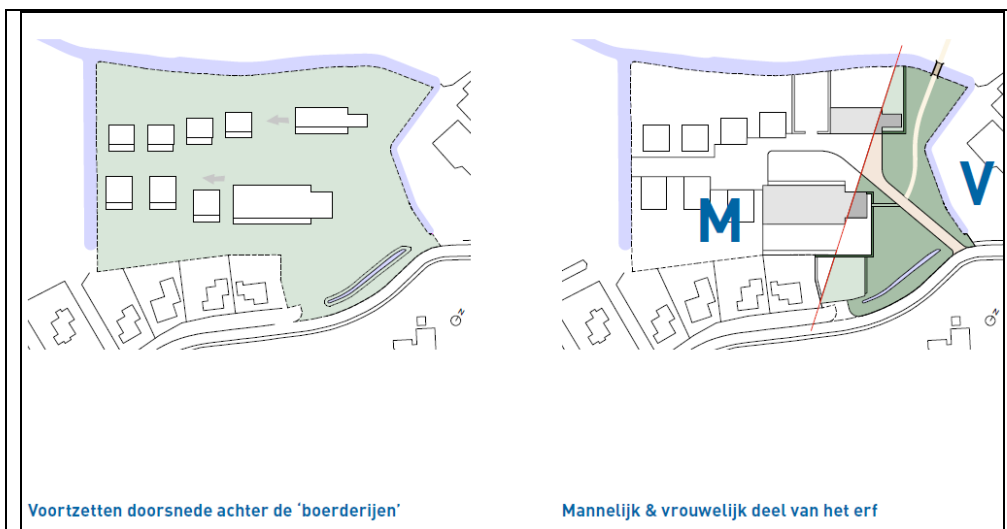 N
M
V
N
Voortzetten doorsnede achter de ‘boerderijen’
Mannelijk & vrouwelijk deel van het erf